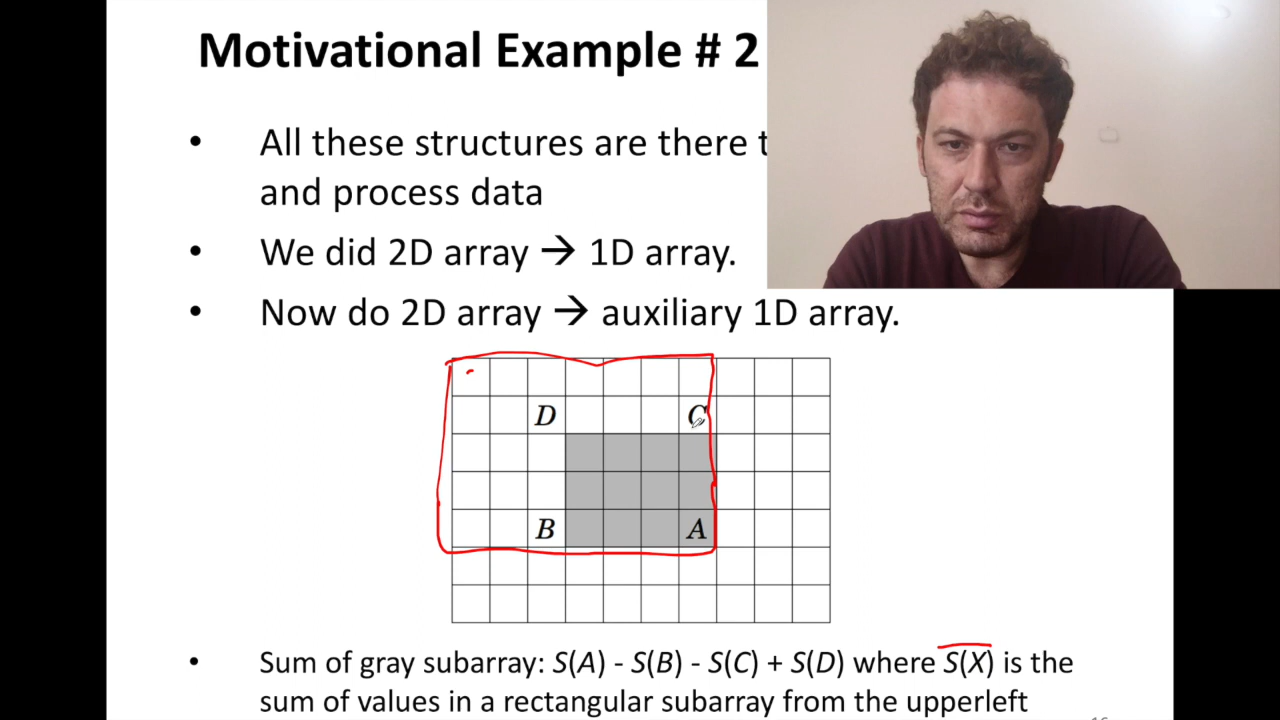 Motivational Example # 2
• All these structures are there t
and process data
• We did 2D array → 1D array.
• Now do 2D array → auxiliary 1D array.
D C
B A
• Sum of gray subarray: S(A) - S(B) - S(C) + S(D) where S(X) is the
sum of values in a rectangular subarray from the upperleft